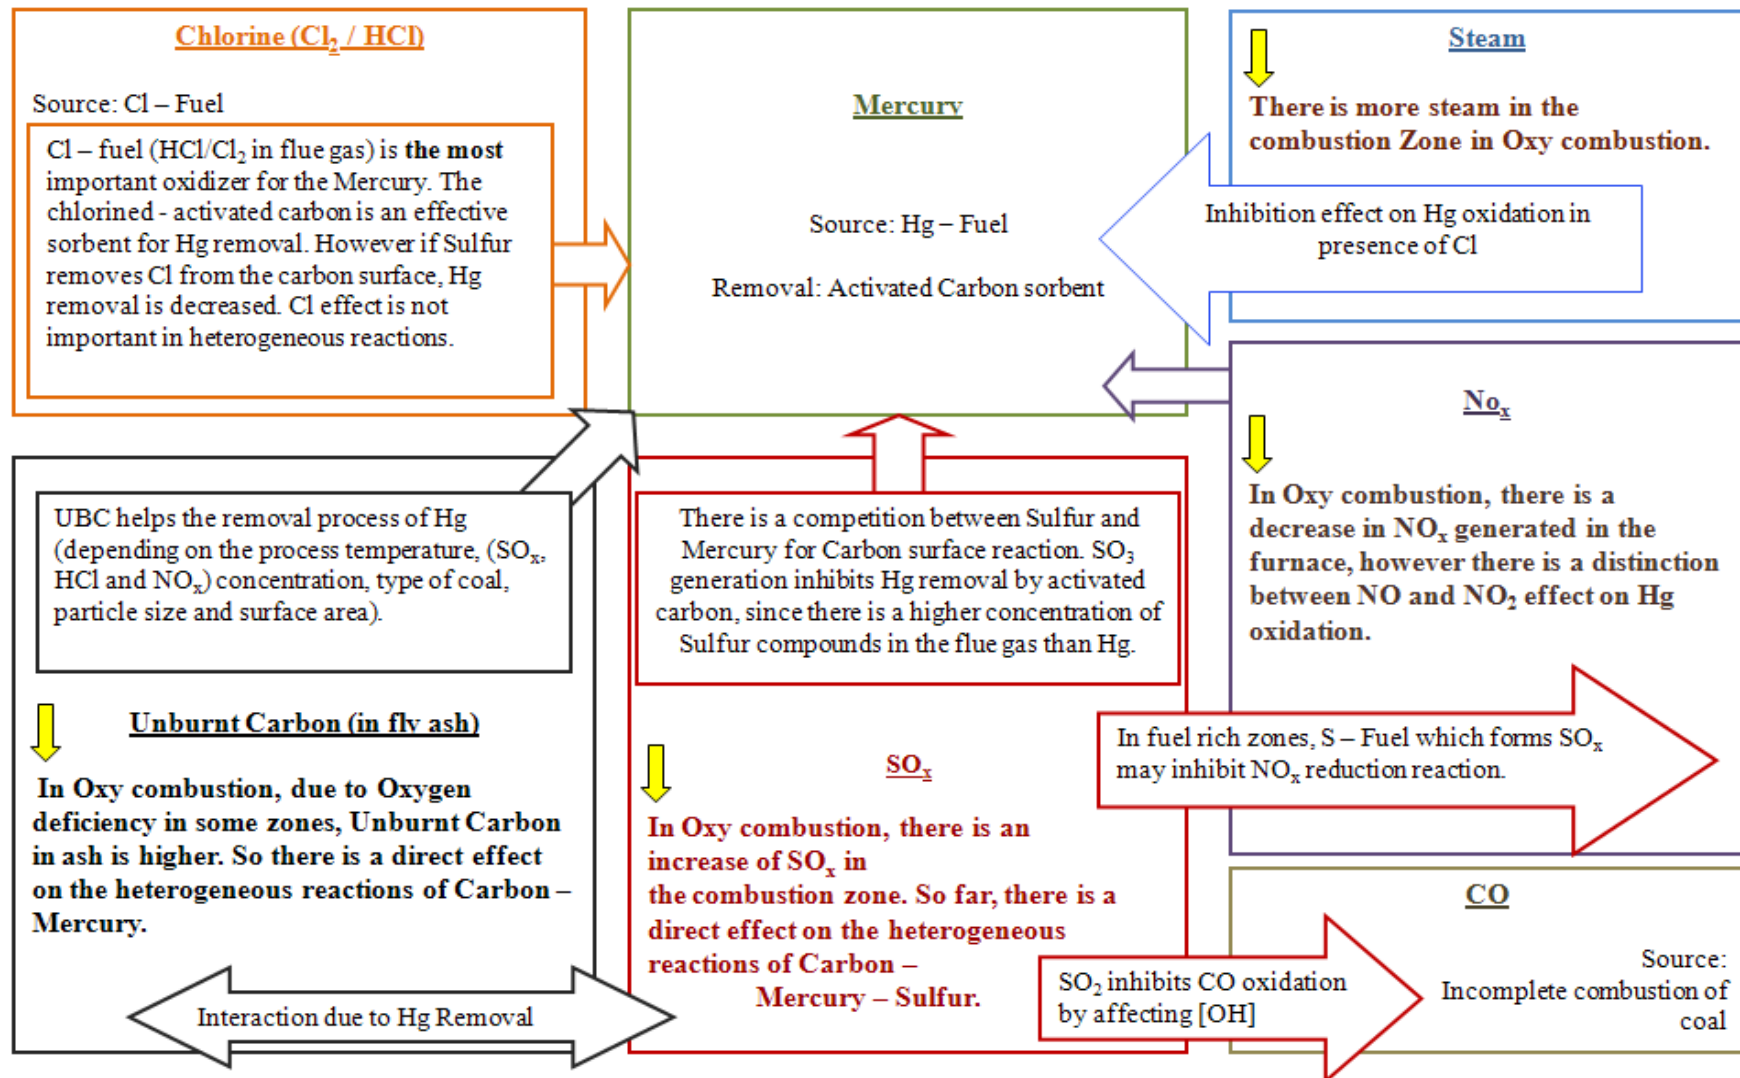 Chlorine (Cl₂ / HCl)
Source: Cl – Fuel
Cl – fuel (HCl/Cl₂ in flue gas) is the most
important oxidizer for the Mercury. The
chlorined - activated carbon is an effective
sorbent for Hg removal. However if Sulfur
removes Cl from the carbon surface, Hg
removal is decreased. Cl effect is not
important in heterogeneous reactions.
Mercury
Source: Hg – Fuel
Removal: Activated Carbon sorbent
Steam
There is more steam in the
combustion Zone in Oxy combustion.
Inhibition effect on Hg oxidation in
presence of Cl
Noₓ
In Oxy combustion, there is a
decrease in NOₓ generated in the
furnace, however there is a distinction
between NO and NO₂ effect on Hg
oxidation.
UBC helps the removal process of Hg
(depending on the process temperature, (SOₓ,
HCl and NOₓ) concentration, type of coal,
particle size and surface area).
Unburnt Carbon (in fly ash)
In Oxy combustion, due to Oxygen
deficiency in some zones, Unburnt Carbon
in ash is higher. So there is a direct effect
on the heterogeneous reactions of Carbon –
Mercury.
Interaction due to Hg Removal
There is a competition between Sulfur and
Mercury for Carbon surface reaction. SO₃
generation inhibits Hg removal by activated
carbon, since there is a higher concentration of
Sulfur compounds in the flue gas than Hg.
SOₓ
In Oxy combustion, there is an
increase of SOₓ in
the combustion zone. So far, there is a
direct effect on the heterogeneous
reactions of Carbon –
Mercury – Sulfur.
In fuel rich zones, S – Fuel which forms SOₓ
may inhibit NOₓ reduction reaction.
SO₂ inhibits CO oxidation
by affecting [OH]
CO
Source:
Incomplete combustion of
coal